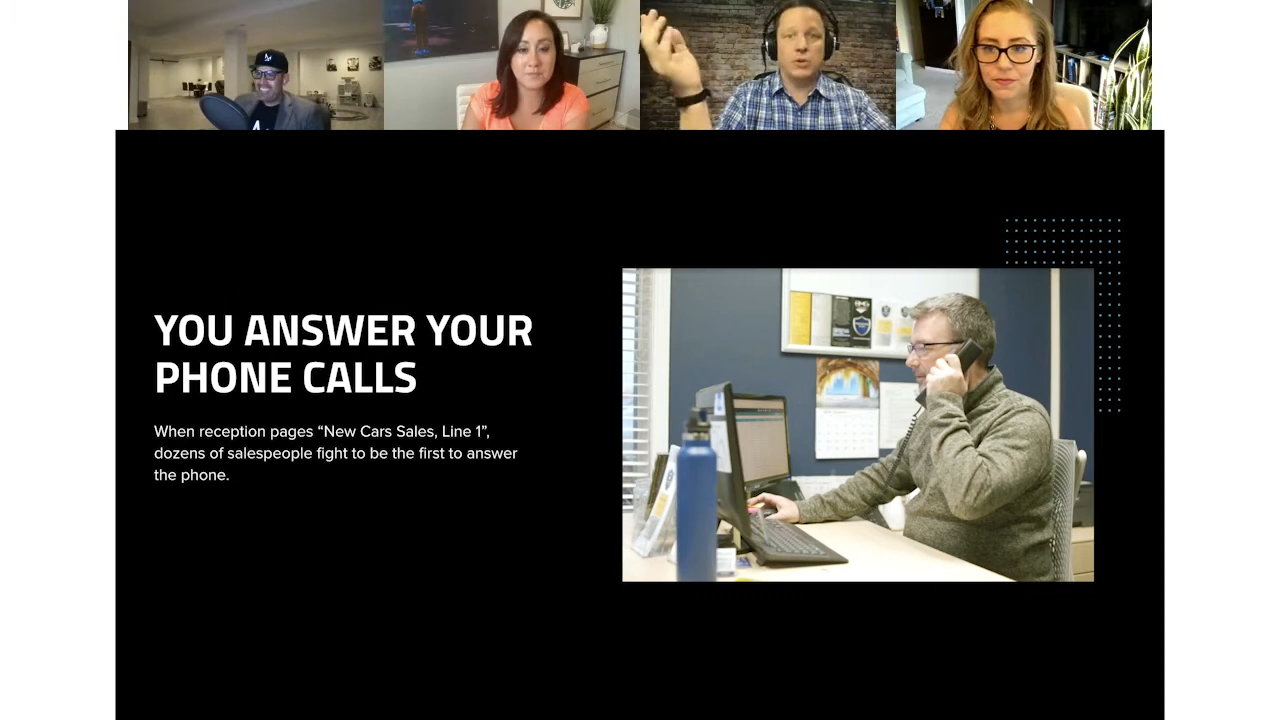 YOU ANSWER YOUR
PHONE CALLS
When reception pages “New Cars Sales, Line 1”,
dozens of salespeople fight to be the first to answer
the phone.